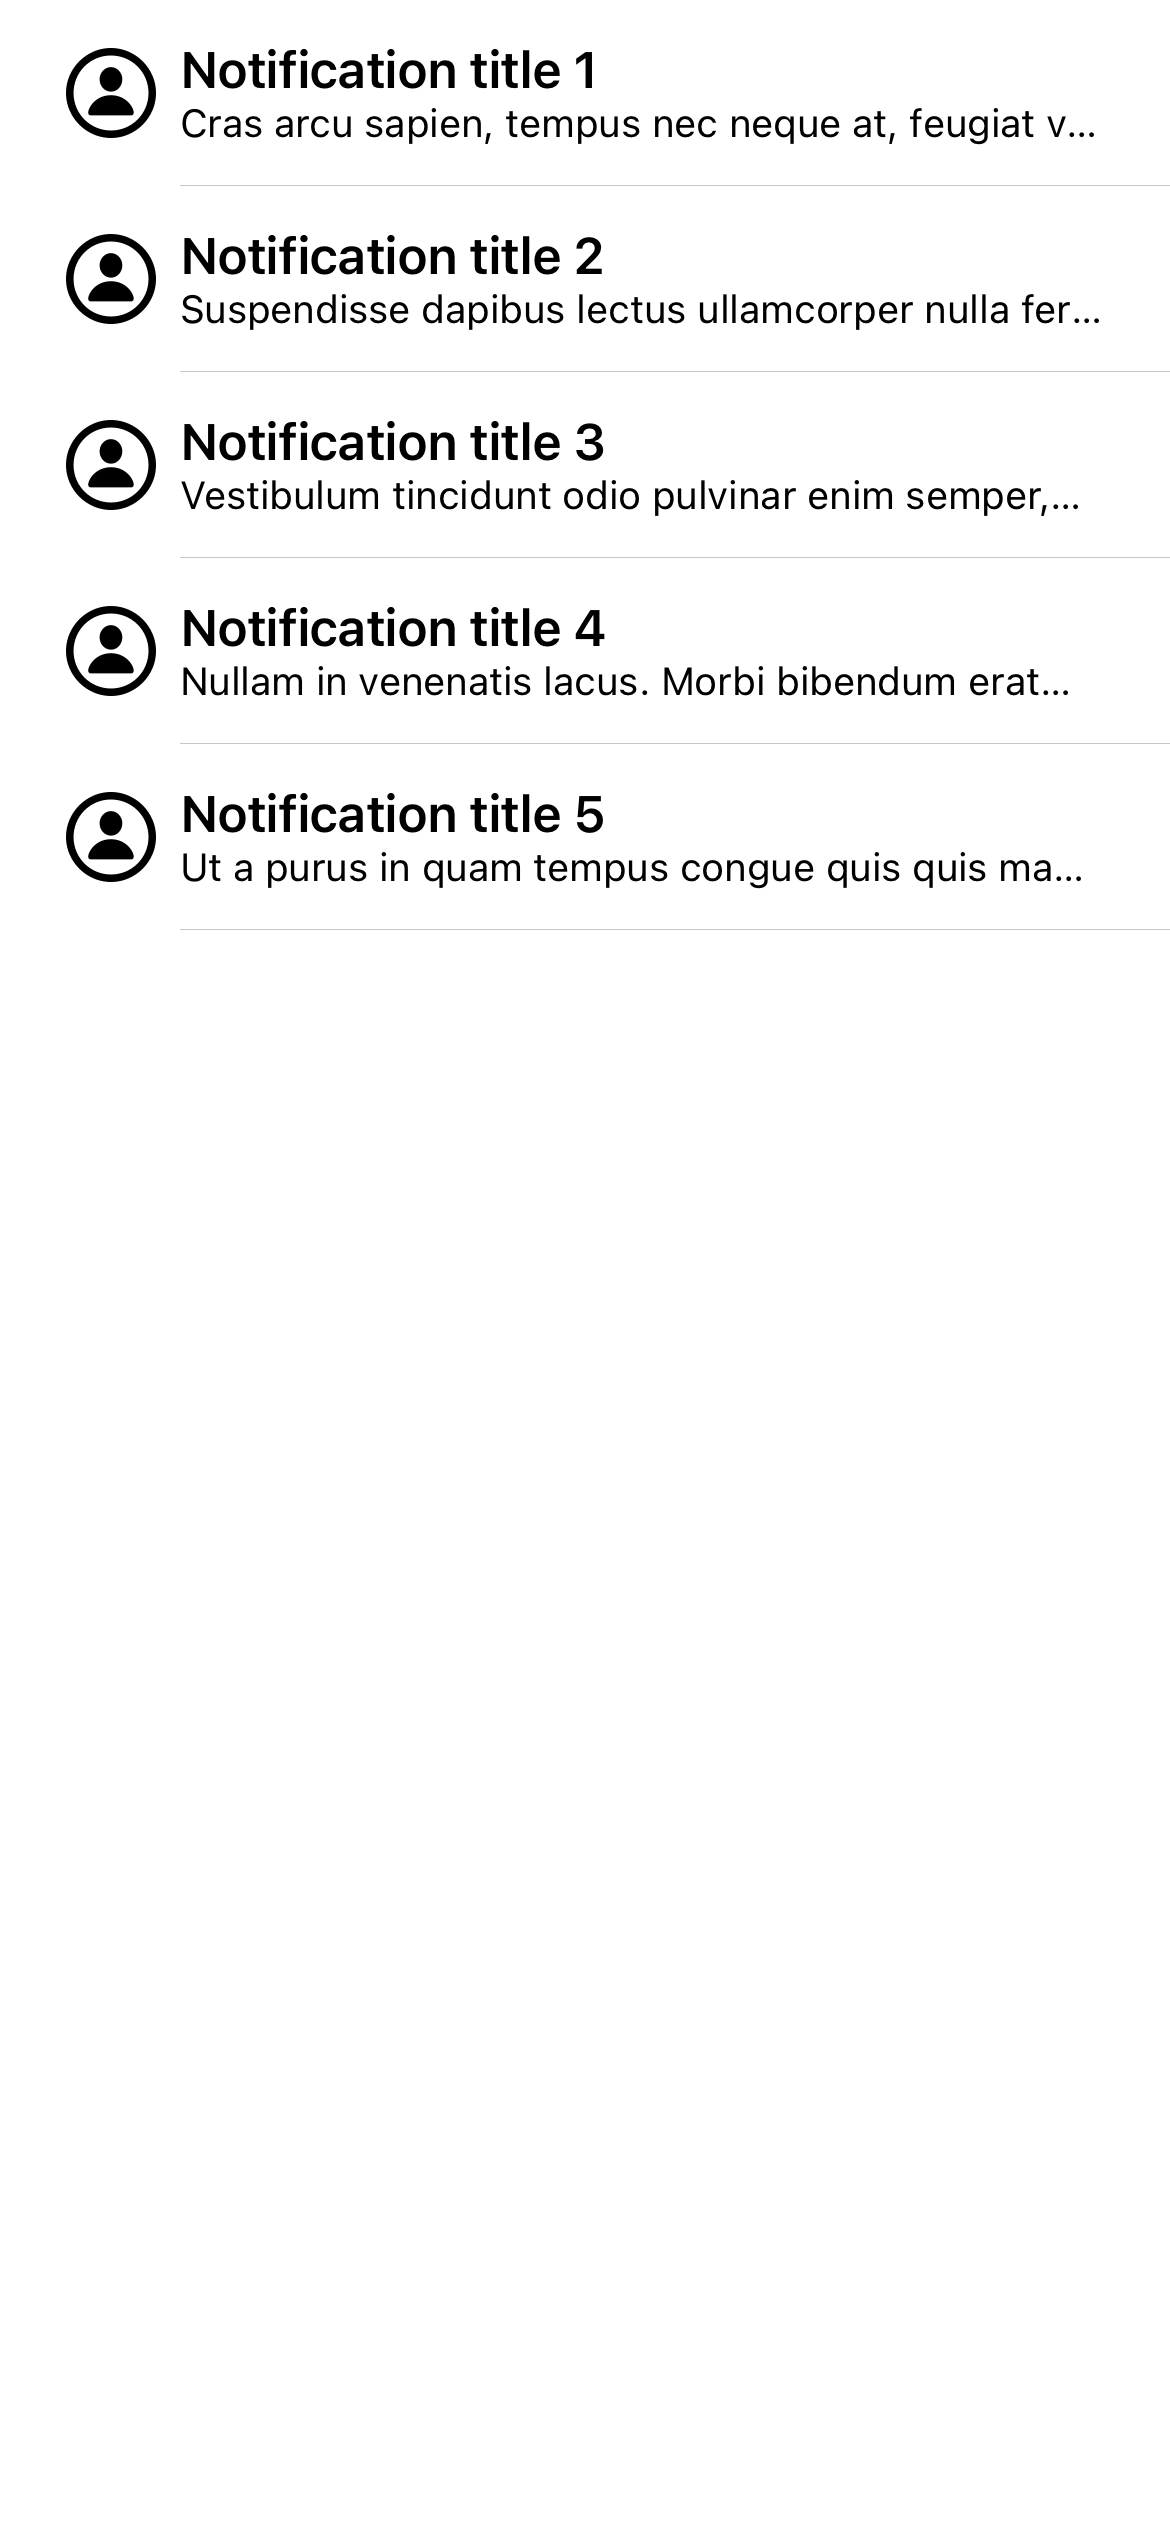 Notification title 1
Cras arcu sapien, tempus nec neque at, feugiat v...
Notification title 2
Suspendisse dapibus lectus ullamcorper nulla fer...
Notification title 3
Vestibulum tincidunt odio pulvinar enim semper,...
Notification title 4
Nullam in venenatis lacus. Morbi bibendum erat...
Notification title 5
Ut a purus in quam tempus congue quis quis ma...